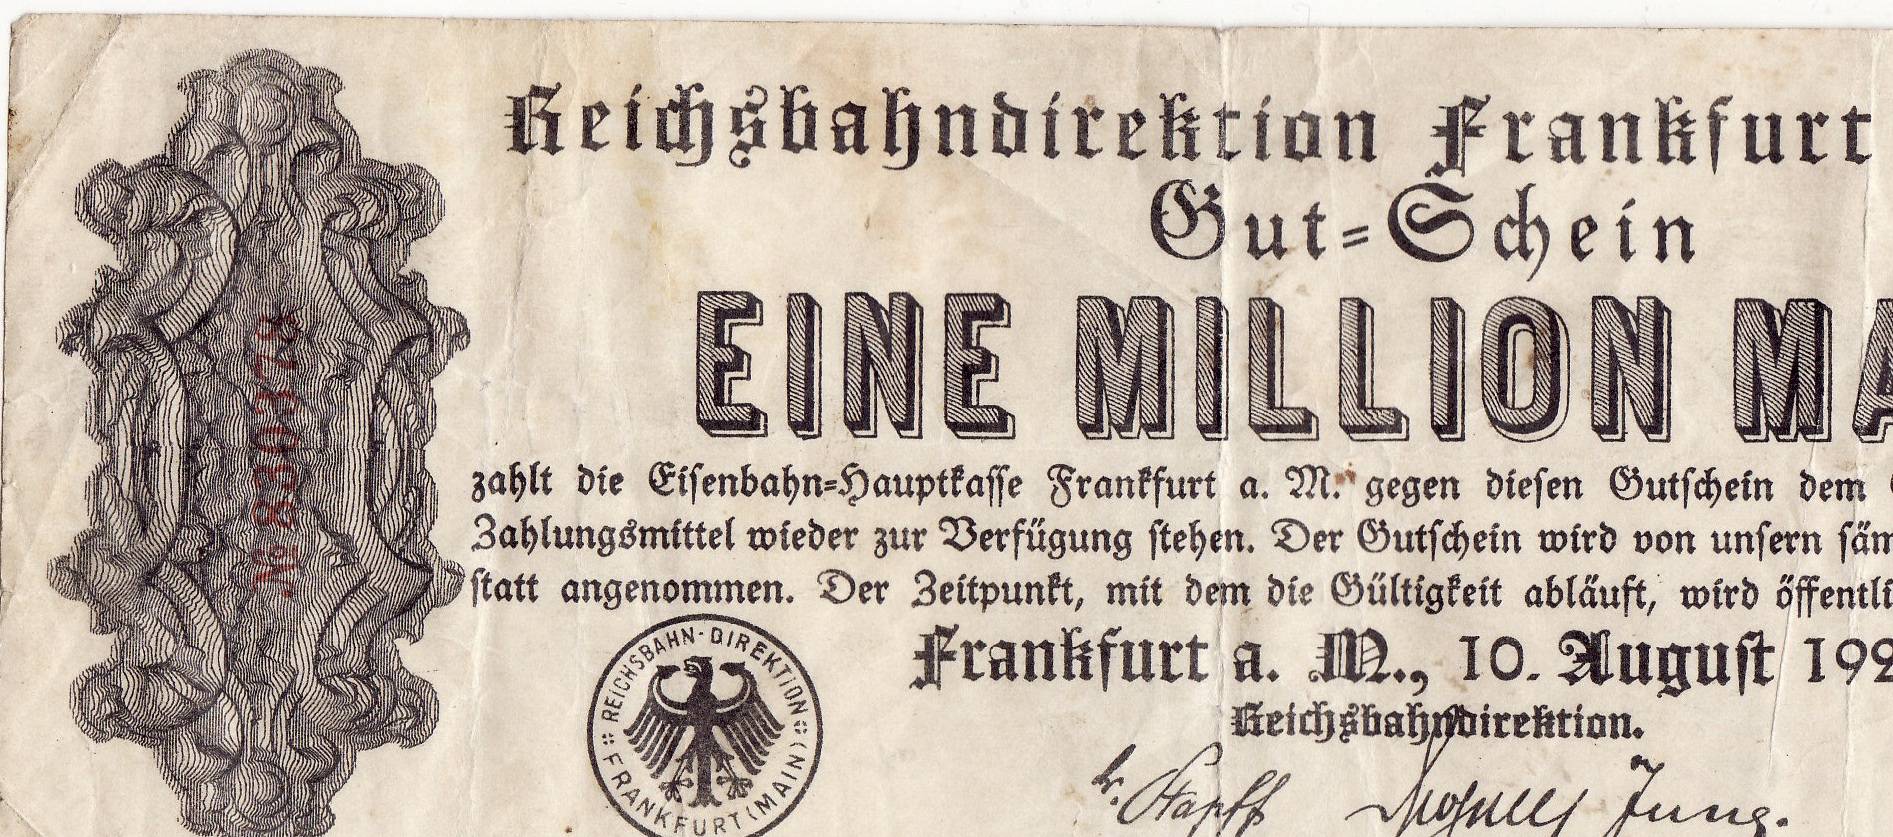 Reichsbahndirektion Frankfurt
Gut=Schein
EINE MILLION MA
zahlt die Eisenbahn=Hauptkasse Frankfurt a. M. gegen diesen Gutschein dem
Zahlungsmittel wieder zur Verfügung stehen. Der Gutschein wird von unsern säm
statt angenommen. Der Zeitpunkt, mit dem die Gültigkeit abläuft, wird öffentli
Frankfurt a. M., 10. August 192
Reichsbahndirektion.
REICHSBAHN-DIREKTION
FRANKFURT (MAIN)
Jung.